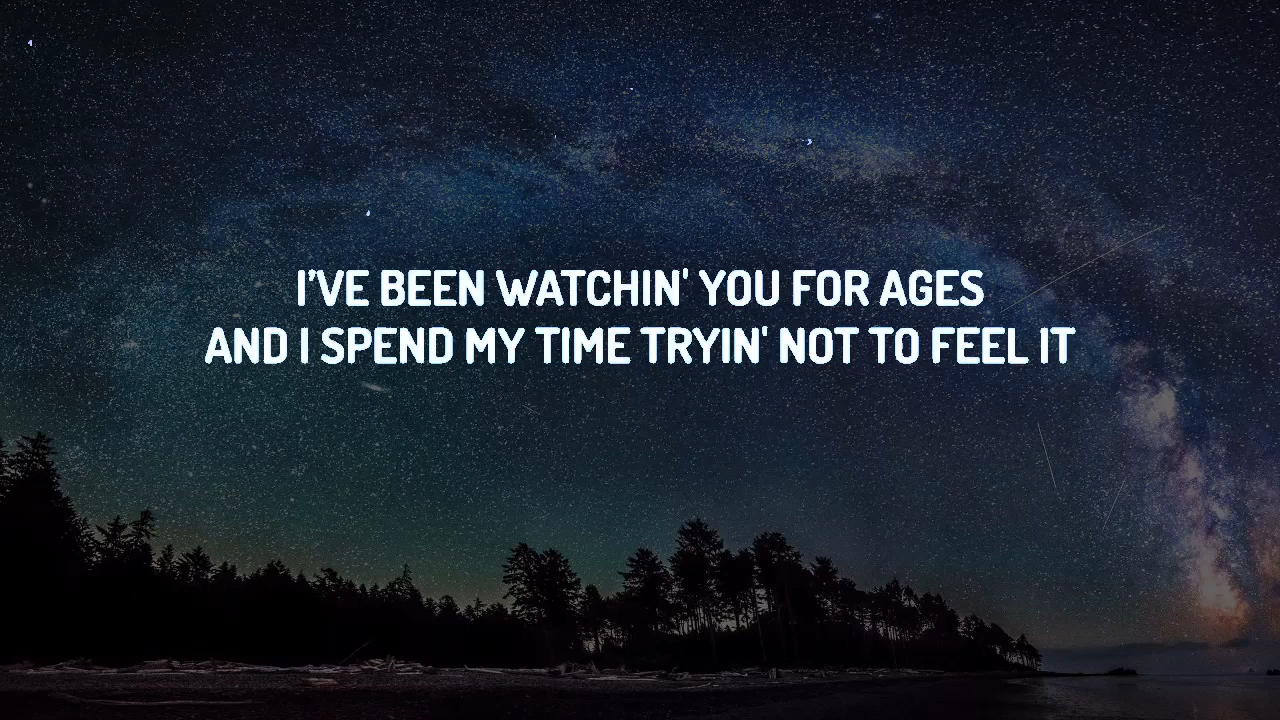 I’VE BEEN WATCHIN' YOU FOR AGES
AND I SPEND MY TIME TRYIN' NOT TO FEEL IT